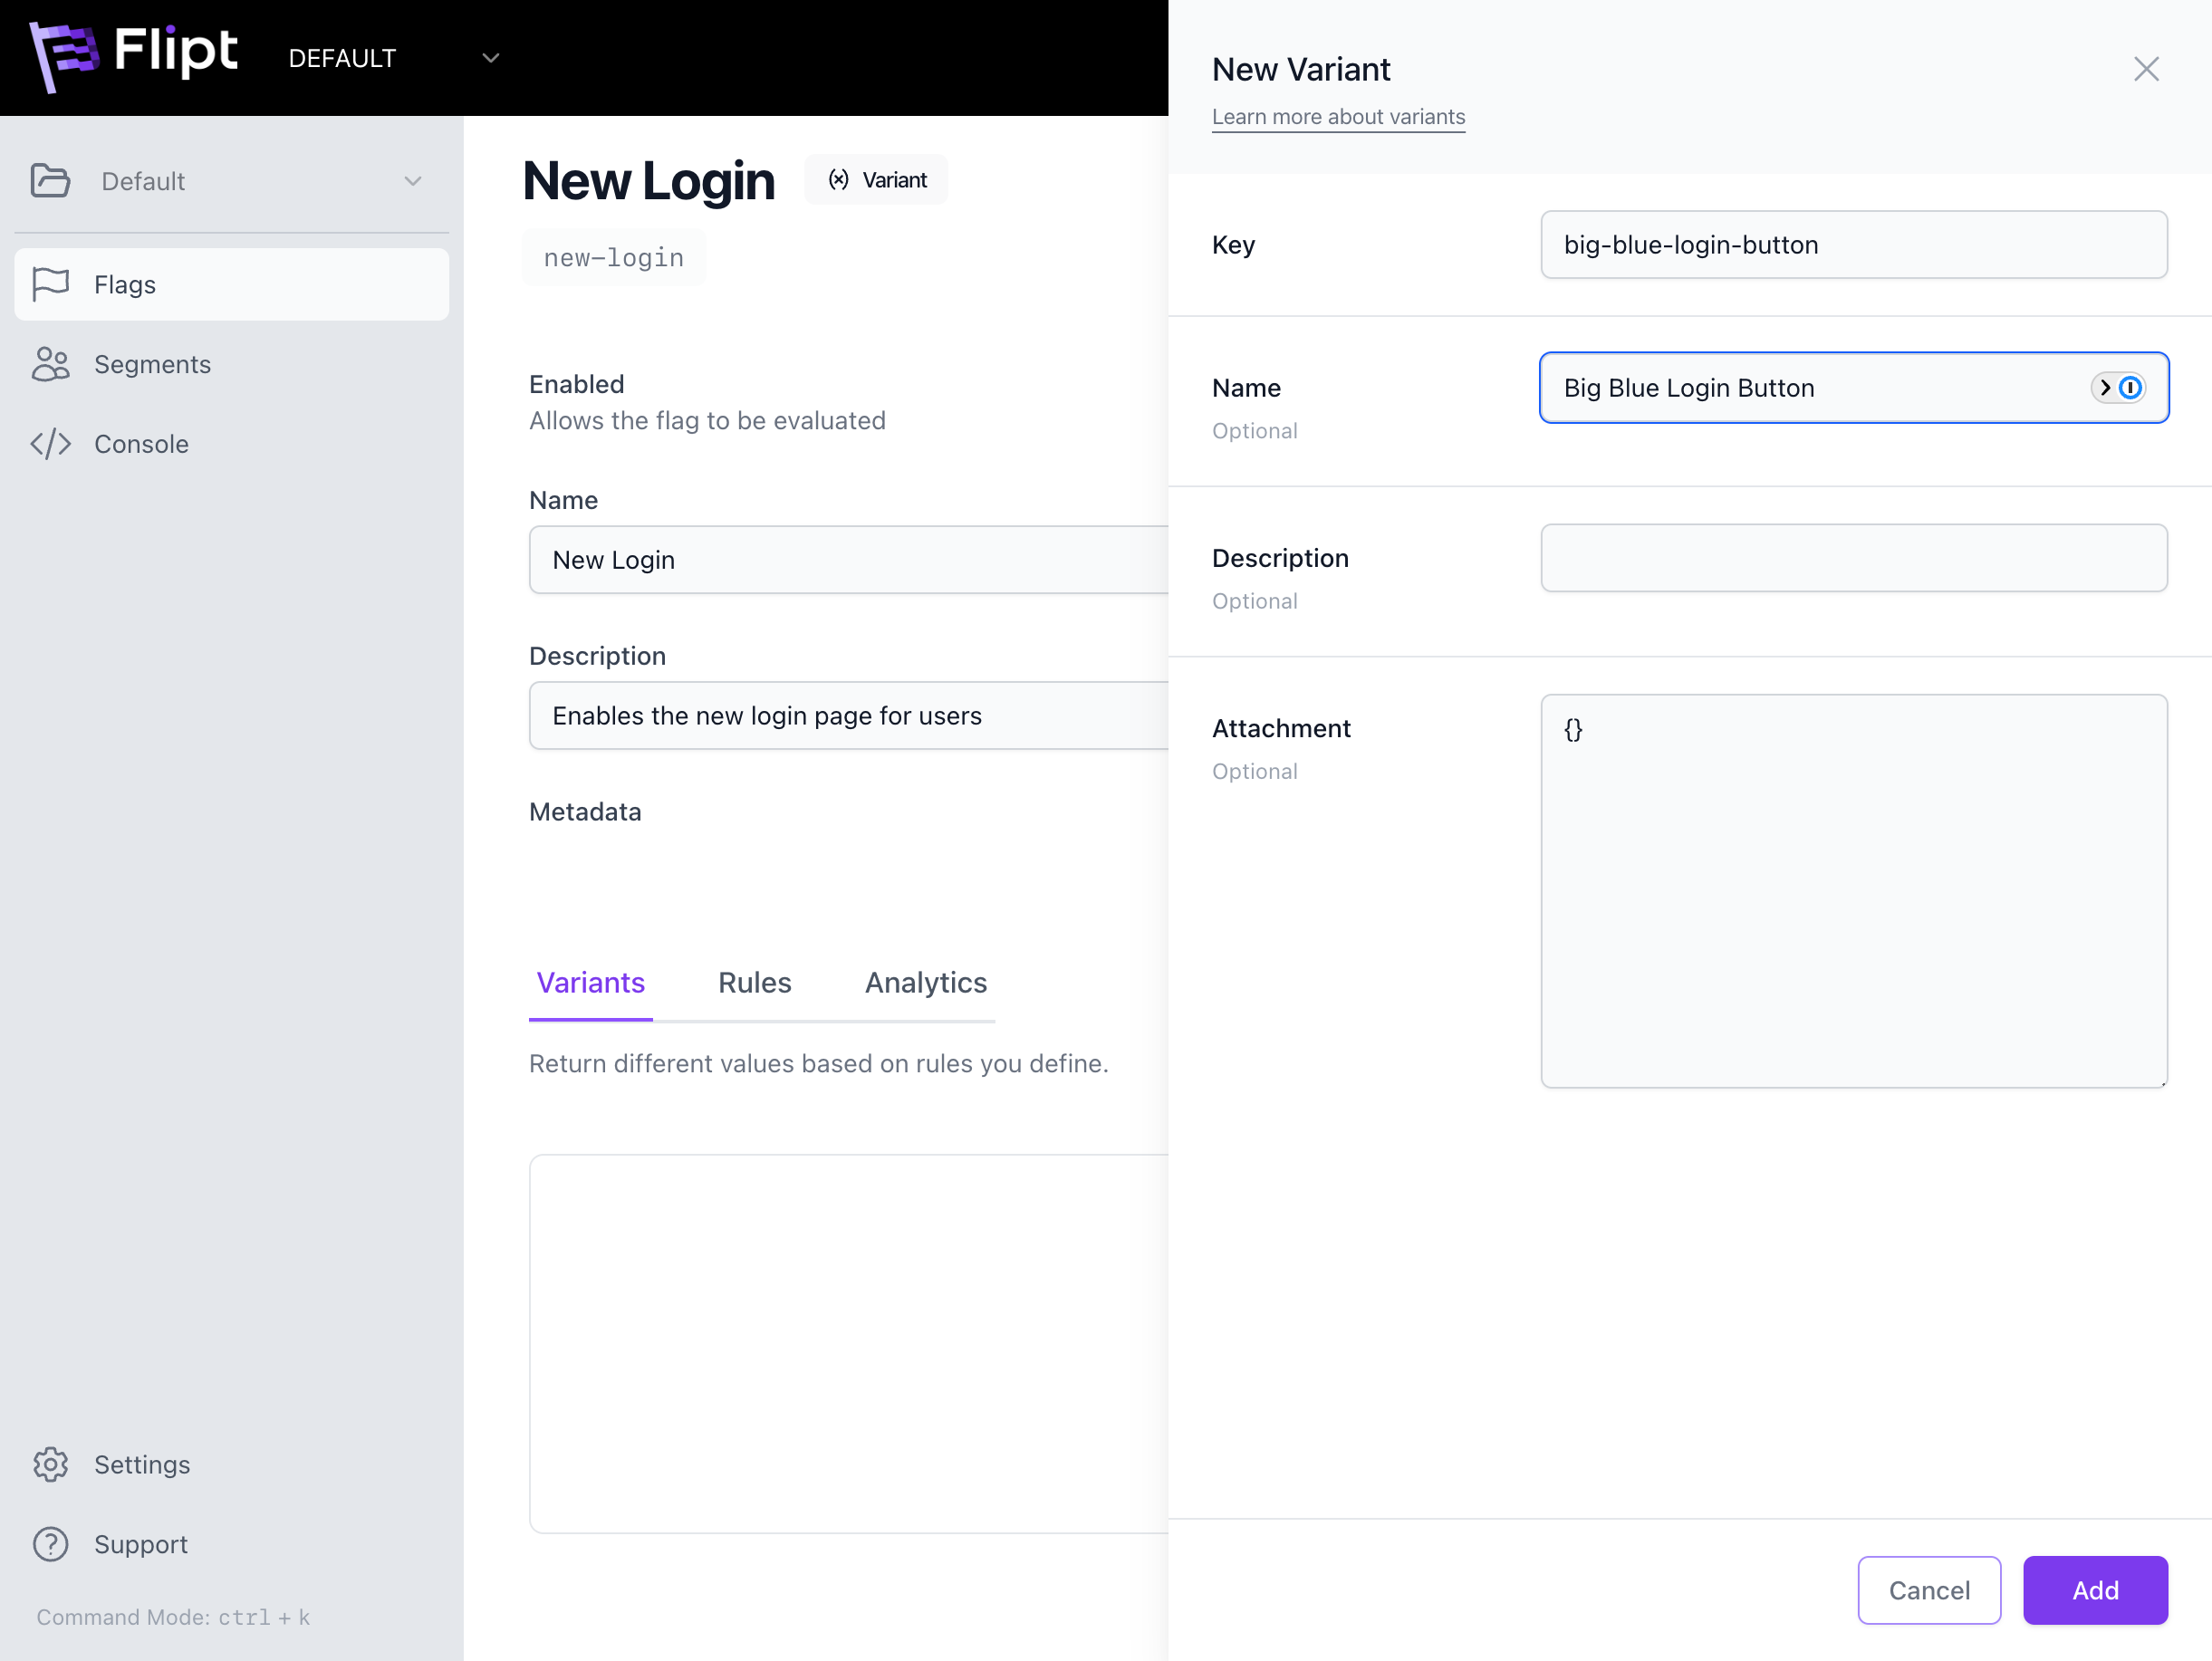 Flipt
DEFAULT
Default
Flags
Segments
Console
Settings
Support
Command Mode: ctrl + k
New Login
Variant
new-login
Enabled
Allows the flag to be evaluated
Name
New Login
Description
Enables the new login page for users
Metadata
Variants
Rules
Analytics
Return different values based on rules you define.
New Variant
Learn more about variants
Key
big-blue-login-button
Name
Optional
Big Blue Login Button
Description
Optional
Attachment
Optional
{}
Cancel
Add